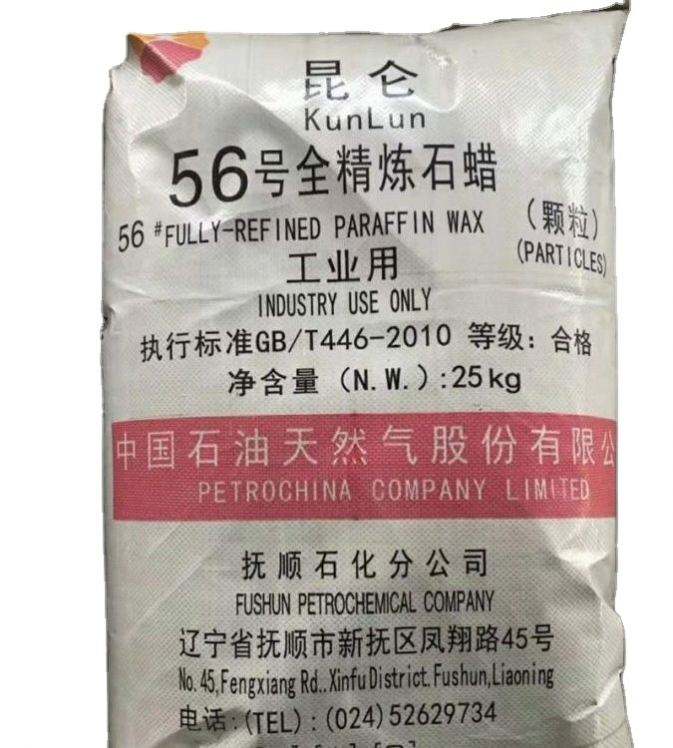 昆仑
KunLun
56号全精炼石蜡
56 #FULLY-REFINED PARAFFIN WAX
(颗粒)
(PARTICLES)
工业用
INDUSTRY USE ONLY
执行标准GB/T446-2010 等级：合格
净含量（N.W.）:25kg
中国石油天然气股份有限公
PETROCHINA COMPANY LIMITED
抚顺石化分公司
FUSHUN PETROCHEMICAL COMPANY
辽宁省抚顺市新抚区凤翔路45号
No. 45,Fengxiang Rd..Xinfu District.Fushun,Liaoning
电话:(TEL):(024)52629734